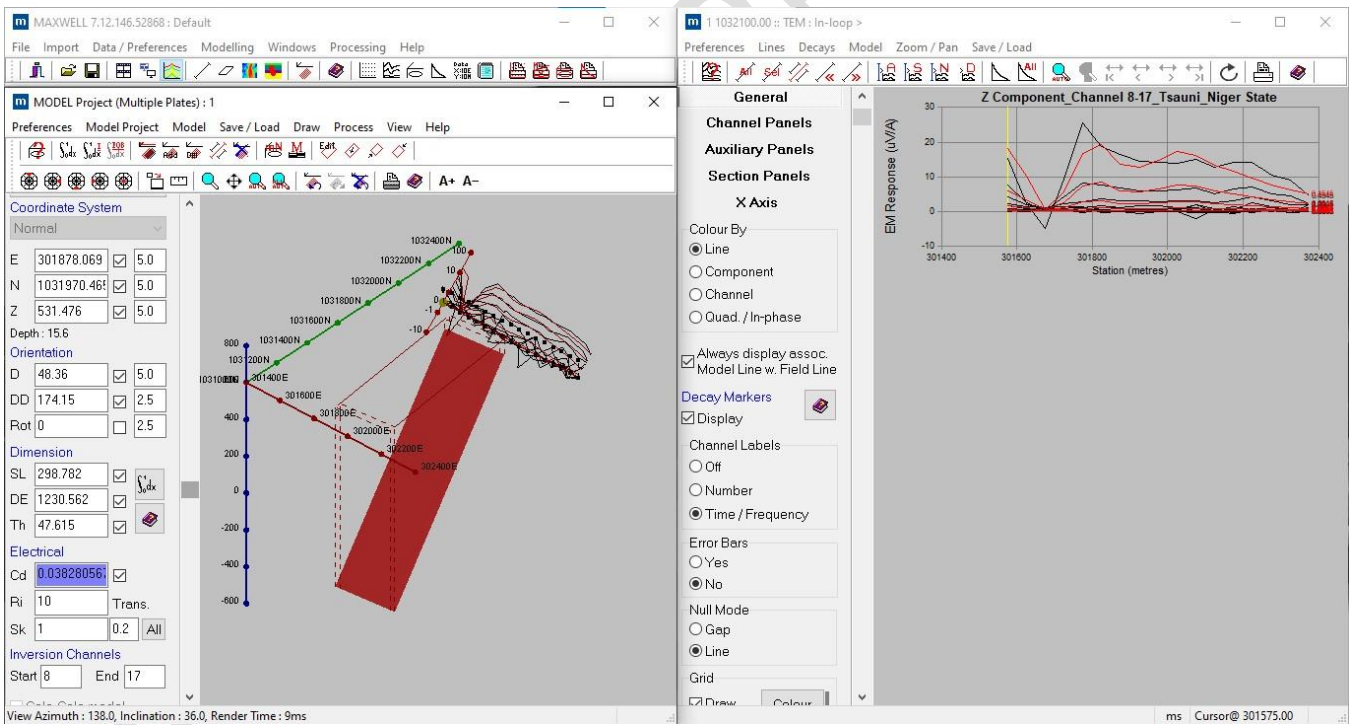 MAXWELL 7.12.146.52868 : Default
File Import Data / Preferences Modelling Windows Processing Help
MODEL Project (Multiple Plates) : 1
Preferences Model Project Model Save / Load Draw Process View Help
A+ A-
Coordinate System
Normal
E 301878.069 5.0
N 1031970.465 5.0
Z 531.476 5.0
Depth : 15.6
Orientation
D 48.36 5.0
DD 174.15 2.5
Rot 0 2.5
Dimension
SL 298.782
DE 1230.562
Th 47.615
Electrical
Cd 0.03828056
Ri 10 Trans.
Sk 1 0.2 All
Inversion Channels
Start 8 End 17
1032400N
1032200N
1032000N
1031800N
1031600N
1031400N
1031200N
100
10
0
-1
-10
800
301400E
301600E
301800E
302000E
302200E
302400E
400
200
0
-200
-400
-600
View Azimuth : 138.0, Inclination : 36.0, Render Time : 9ms
1 1032100.00 :: TEM : In-loop >
Preferences Lines Decays Model Zoom / Pan Save / Load
General
Channel Panels
Auxiliary Panels
Section Panels
X Axis
Colour By
Line
Component
Channel
Quad. / In-phase
Always display assoc.
Model Line w. Field Line
Decay Markers
Display
Channel Labels
Off
Number
Time / Frequency
Error Bars
Yes
No
Null Mode
Gap
Line
Grid
Draw Colour
Z Component_Channel 8-17_Tsauni_Niger State
EM Response (uV/A)
30
20
10
0
-10
301400 301600 301800 302000 302200 302400
Station (metres)
ms Cursor@ 301575.00